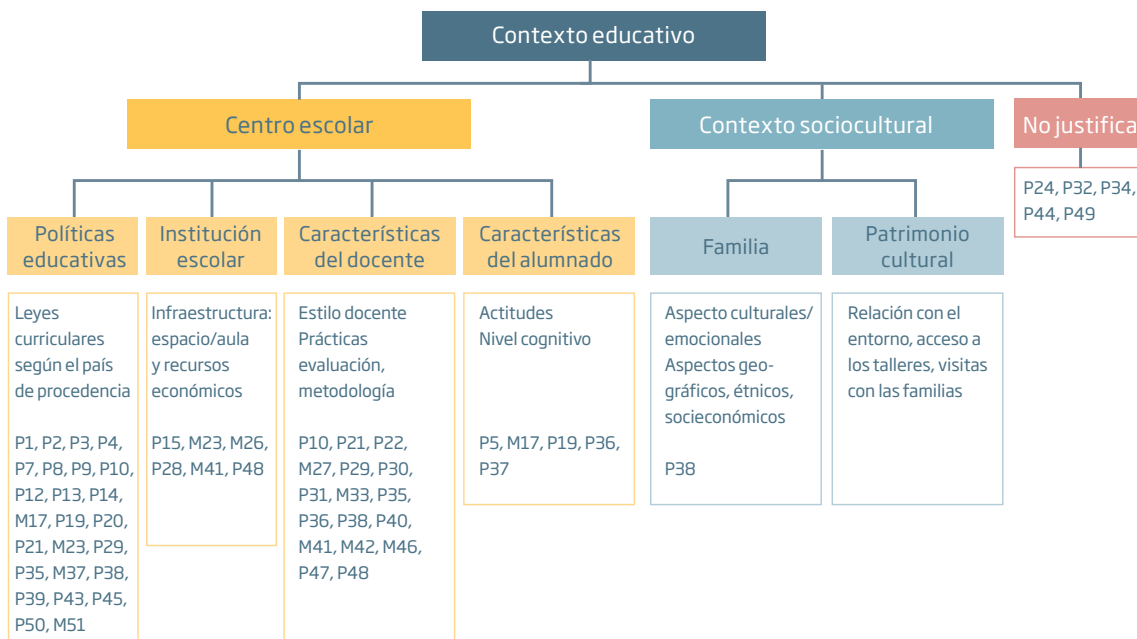 Contexto educativo
Centro escolar
Contexto sociocultural
No justifica
P24, P32, P34,
P44, P49
Políticas
educativas
Institución
escolar
Características
del docente
Características
del alumnado
Familia
Patrimonio
cultural
Leyes
curriculares
según el país
de procedencia
P1, P2, P3, P4,
P7, P8, P9, P10,
P12, P13, P14,
M17, P19, P20,
P21, M23, P29,
P35, M37, P38,
P39, P43, P45,
P50, M51
Infraestructura:
espacio/aula
y recursos
económicos
P15, M23, M26,
P28, M41, P48
Estilo docente
Prácticas
evaluación,
metodología
P10, P21, P22,
M27, P29, P30,
P31, M33, P35,
P36, P38, P40,
M41, M42, M46,
P47, P48
Actitudes
Nivel cognitivo
P5, M17, P19, P36,
P37
Aspecto culturales/
emocionales
Aspectos geo-
gráficos, étnicos,
socieconómicos
P38
Relación con el
entorno, acceso a
los talleres, visitas
con las familias